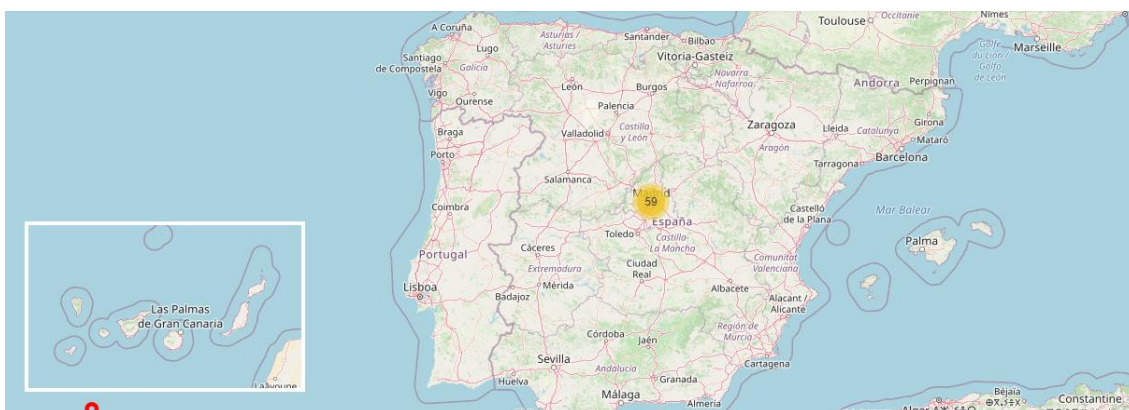 Toulouse
Occitanie
Nîmes
A Coruña
Asturias /
Asturies
Santander
Bilbao
Golfe
du Lion /
Golfo
de León
Marseille
Lugo
Santiago
de Compostela
Galicia
Vitoria-Gasteiz
Navarra
Nafarroa
Andorra
Perpignan
Vigo
Ourense
León
Burgos
Palencia
Girona
Braga
Valladolid
Castilla
y León
Zaragoza
Lleida
Catalunya
Mataró
Porto
Aragón
Barcelona
Tarragona
Salamanca
Madrid
59
Coimbra
España
Castelló
de la Plana
Mar Balear
Toledo
Castilla
La Mancha
Palma
Portugal
Cáceres
Extremadura
Ciudad
Real
Comunitat
Valenciana
Lisboa
Mérida
Badajoz
Albacete
Alacant /
Alicante
Las Palmas
de Gran Canaria
Córdoba
Jaén
Región de
Murcia
Sevilla
Andalucía
Cartagena
Huelva
Granada
Laâyoune
Málaga
Almería
Béjaïa
Constantine